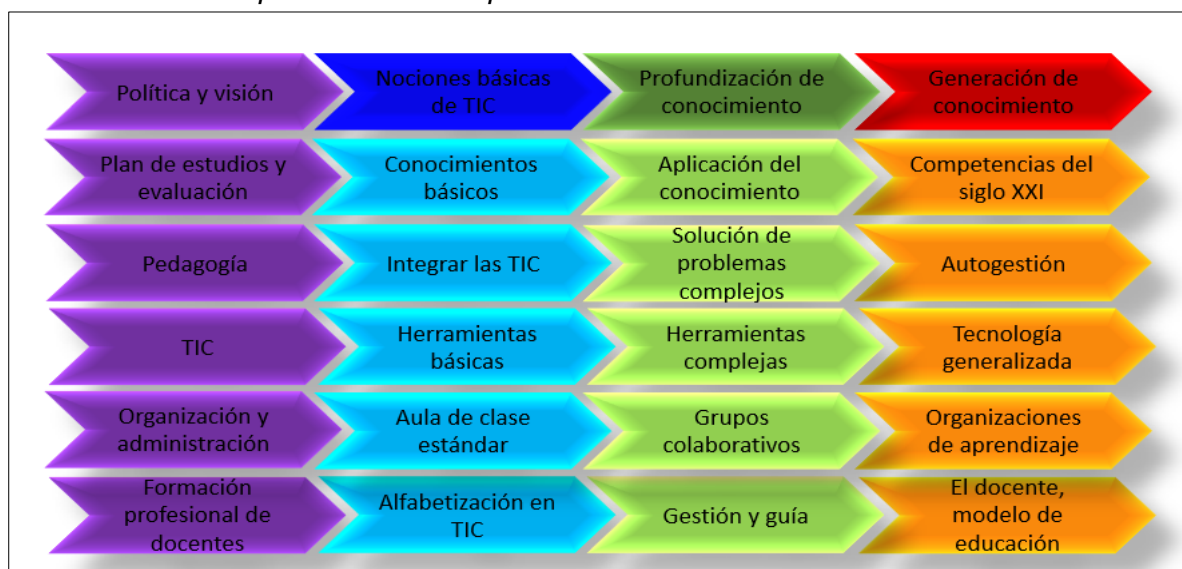 Política y visión
Nociones básicas
de TIC
Profundización de
conocimiento
Generación de
conocimiento
Plan de estudios y
evaluación
Conocimientos
básicos
Aplicación del
conocimiento
Competencias del
siglo XXI
Pedagogía
Integrar las TIC
Solución de
problemas
complejos
Autogestión
TIC
Herramientas
básicas
Herramientas
complejas
Tecnología
generalizada
Organización y
administración
Aula de clase
estándar
Grupos
colaborativos
Organizaciones
de aprendizaje
Formación
profesional de
docentes
Alfabetización en
TIC
Gestión y guía
El docente,
modelo de
educación